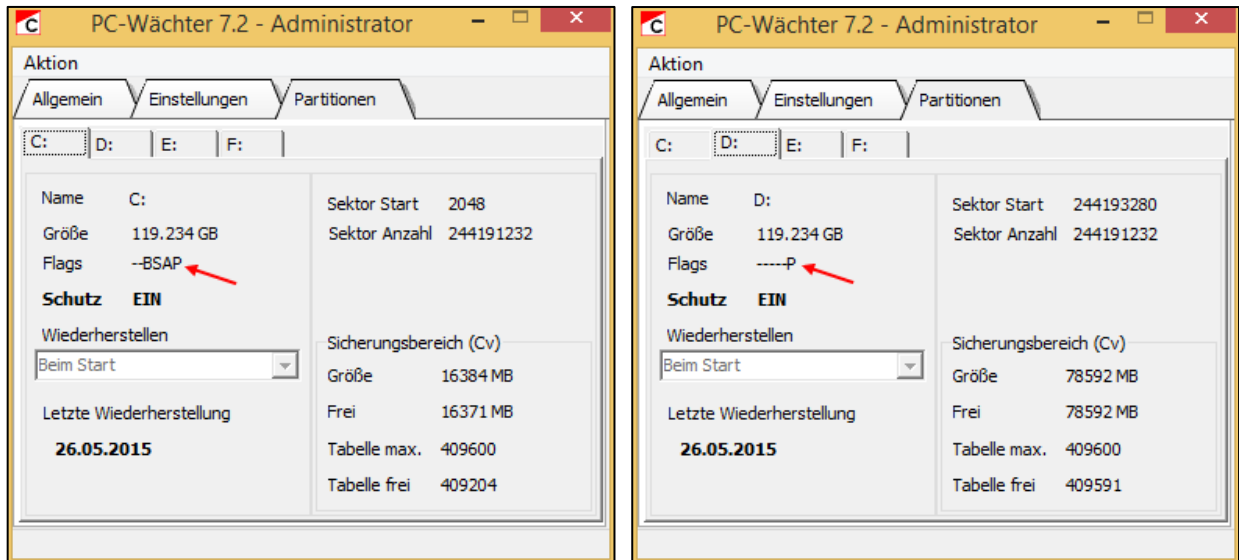 PC-Wächter 7.2 - Administrator
Aktion
Allgemein Einstellungen Partitionen
C: D: E: F:
Name C:
Größe 119.234 GB
Flags --BSAP
Schutz EIN
Wiederherstellen
Beim Start
Letzte Wiederherstellung
26.05.2015
Sektor Start 2048
Sektor Anzahl 244191232
Sicherungsbereich (Cv)
Größe 16384 MB
Frei 16371 MB
Tabelle max. 409600
Tabelle frei 409204
PC-Wächter 7.2 - Administrator
Aktion
Allgemein Einstellungen Partitionen
C: D: E: F:
Name D:
Größe 119.234 GB
Flags -----P
Schutz EIN
Wiederherstellen
Beim Start
Letzte Wiederherstellung
26.05.2015
Sektor Start 244193280
Sektor Anzahl 244191232
Sicherungsbereich (Cv)
Größe 78592 MB
Frei 78592 MB
Tabelle max. 409600
Tabelle frei 409591